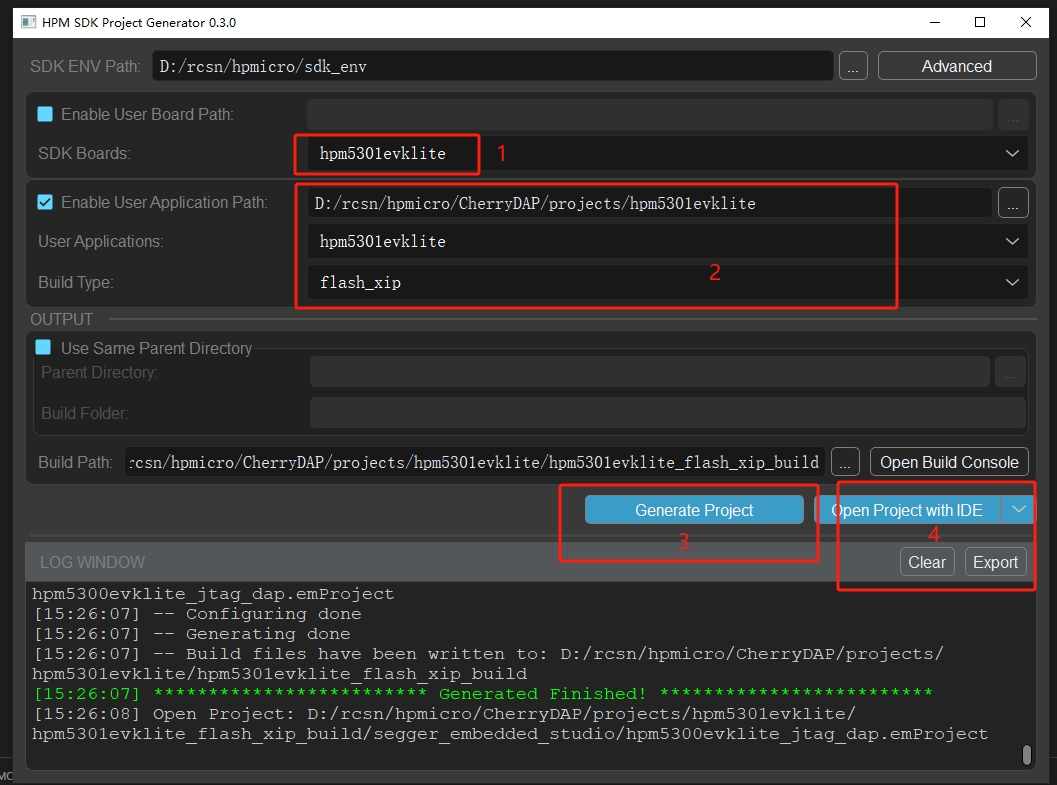 HPM SDK Project Generator 0.3.0
SDK ENV Path: D:/rcsn/hpmicro/sdk_env ... Advanced
Enable User Board Path: ...
SDK Boards: hpm5301evklite 1
Enable User Application Path: D:/rcsn/hpmicro/CherryDAP/projects/hpm5301evklite ...
User Applications: hpm5301evklite
Build Type: flash_xip 2
OUTPUT
Use Same Parent Directory
Parent Directory: ...
Build Folder:
Build Path: rcsn/hpmicro/CherryDAP/projects/hpm5301evklite/hpm5301evklite_flash_xip_build ... Open Build Console
Generate Project Open Project with IDE
3 4
LOG WINDOW Clear Export
hpm5300evklite_jtag_dap.emProject
[15:26:07] -- Configuring done
[15:26:07] -- Generating done
[15:26:07] -- Build files have been written to: D:/rcsn/hpmicro/CherryDAP/projects/
hpm5301evklite/hpm5301evklite_flash_xip_build
[15:26:07] ************************* Generated Finished! *************************
[15:26:08] Open Project: D:/rcsn/hpmicro/CherryDAP/projects/hpm5301evklite/
hpm5301evklite_flash_xip_build/segger_embedded_studio/hpm5300evklite_jtag_dap.emProject